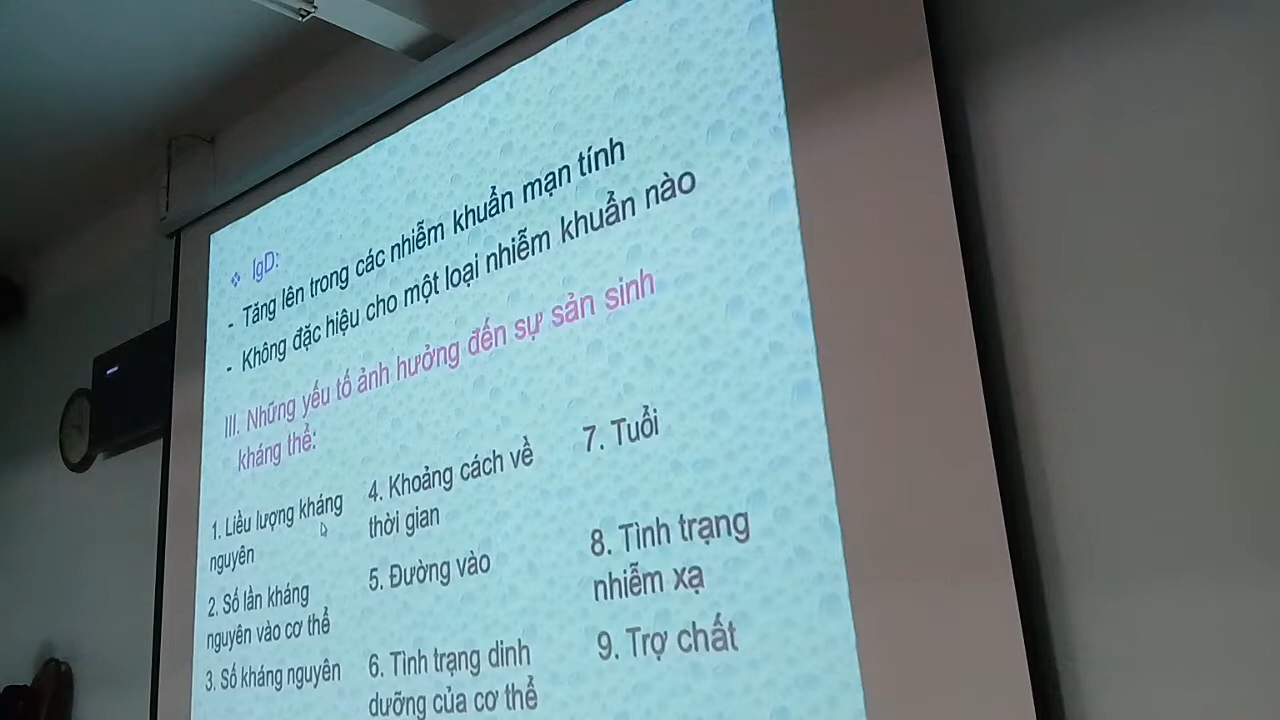 ❖ IgD:
- Tăng lên trong các nhiễm khuẩn mạn tính
- Không đặc hiệu cho một loại nhiễm khuẩn nào
III. Những yếu tố ảnh hưởng đến sự sản sinh
kháng thể:
1. Liều lượng kháng
nguyên
2. Số lần kháng
nguyên vào cơ thể
3. Số kháng nguyên
4. Khoảng cách về
thời gian
5. Đường vào
6. Tình trạng dinh
dưỡng của cơ thể
7. Tuổi
8. Tình trạng
nhiễm xạ
9. Trợ chất